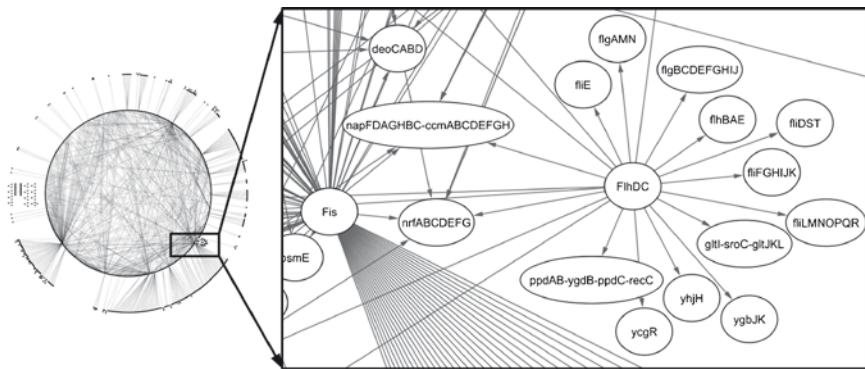 flgAMN
deoCABD
fliE
flgBCDEFGHIJ
napFDAGHBC-ccmABCDEFGH
flhBAE
fliDST
fliFGHIJK
FlhDC
Fis
nrfABCDEFG
fliLMNOPQR
gltI-sroC-gltJKL
osmE
ppdAB-ygdB-ppdC-recC
yhjH
ygbJK
ycgR